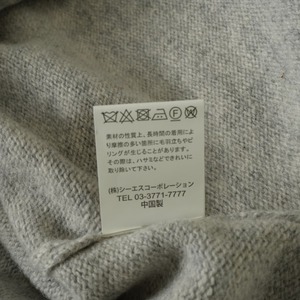 素材の性質上、長時間の着用によ
り摩擦の多い箇所に毛羽立ちやピ
リングが生じることがあります。
その際は、ハサミなどできれいに
取り除いて下さい。
(株)シーエスコーポレーション
TEL 03-3771-7777
中国製